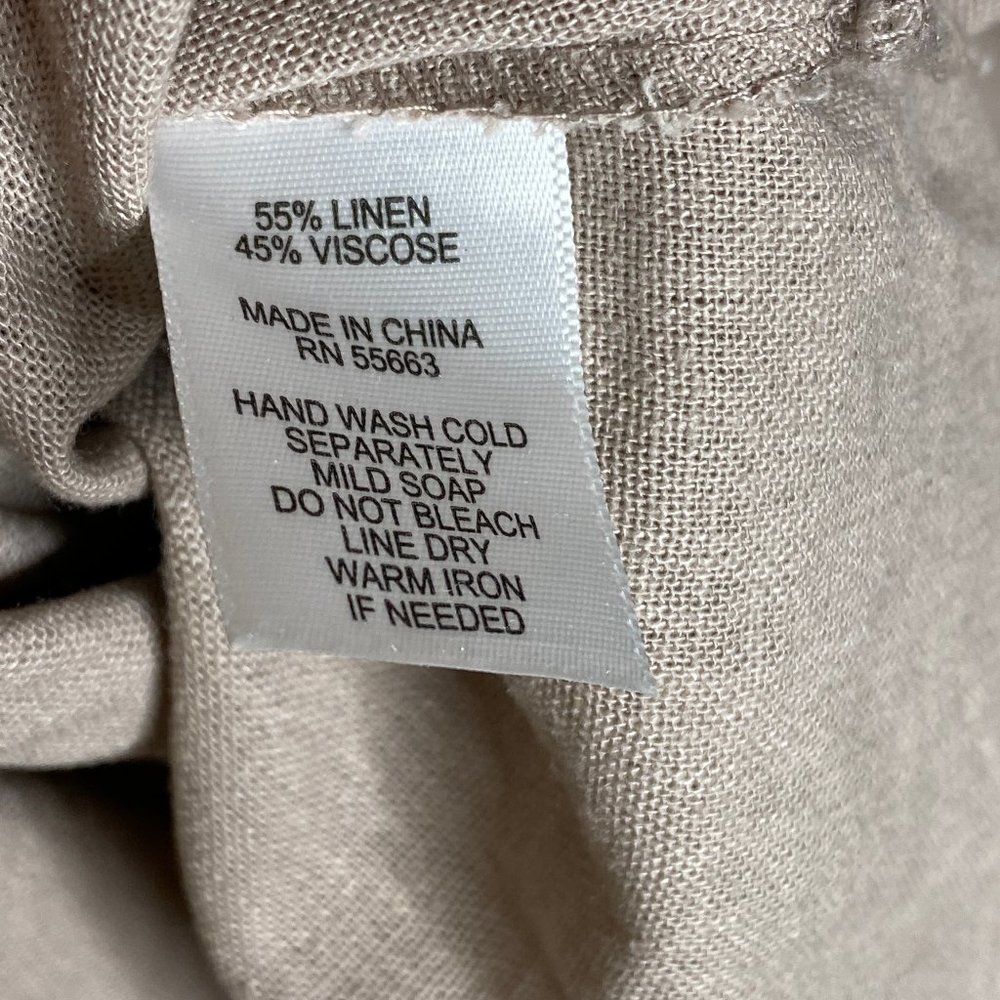 55% LINEN
45% VISCOSE
MADE IN CHINA
RN 55663
HAND WASH COLD
SEPARATELY
MILD SOAP
DO NOT BLEACH
LINE DRY
WARM IRON
IF NEEDED